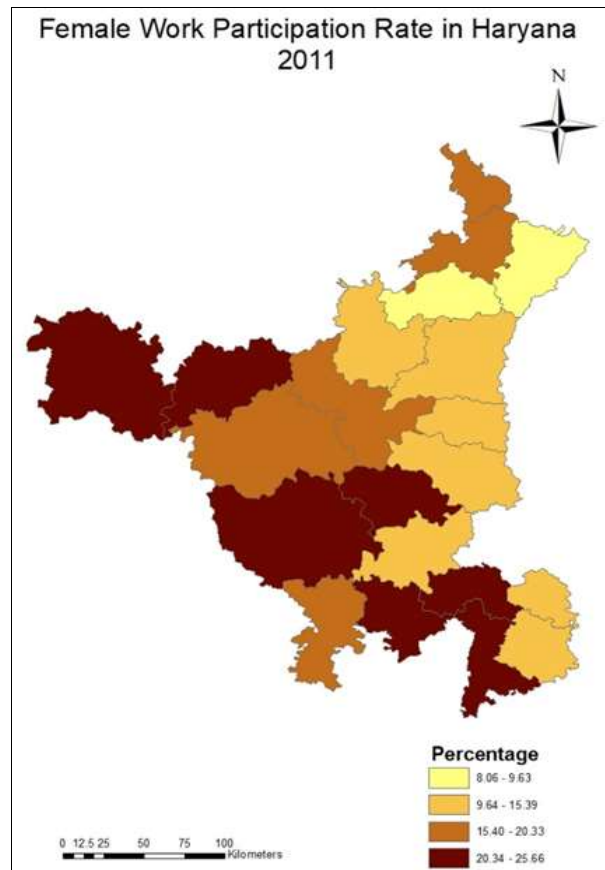 Female Work Participation Rate in Haryana
2011
N
Percentage
8.06 - 9.63
9.64 - 15.39
15.40 - 20.33
20.34 - 25.66
0 12.5 25 50 75 100
Kilometers